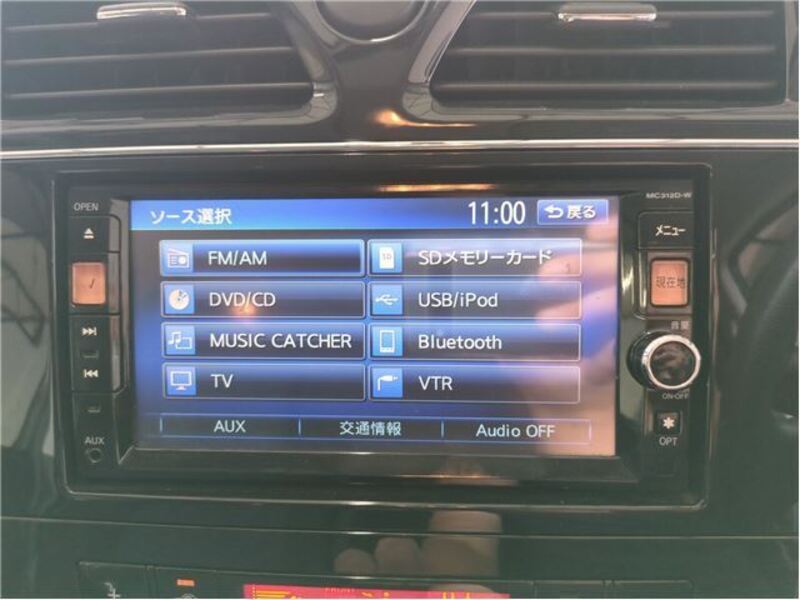 OPEN
MC312D-W
ソース選択
11:00
戻る
メニュー
FM/AM
SDメモリーカード
SD
現在地
DVD/CD
USB/iPod
音量
MUSIC CATCHER
Bluetooth
TV
VTR
ON·OFF
AUX
交通情報
Audio OFF
AUX
OPT
FRONT